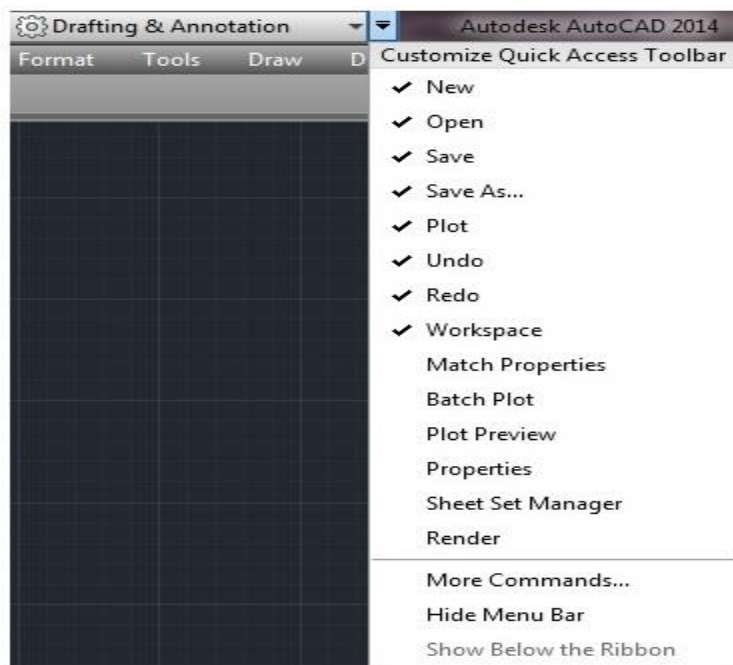 Drafting & Annotation
Autodesk AutoCAD 2014
Format Tools Draw D
Customize Quick Access Toolbar
New
Open
Save
Save As...
Plot
Undo
Redo
Workspace
Match Properties
Batch Plot
Plot Preview
Properties
Sheet Set Manager
Render
More Commands...
Hide Menu Bar
Show Below the Ribbon